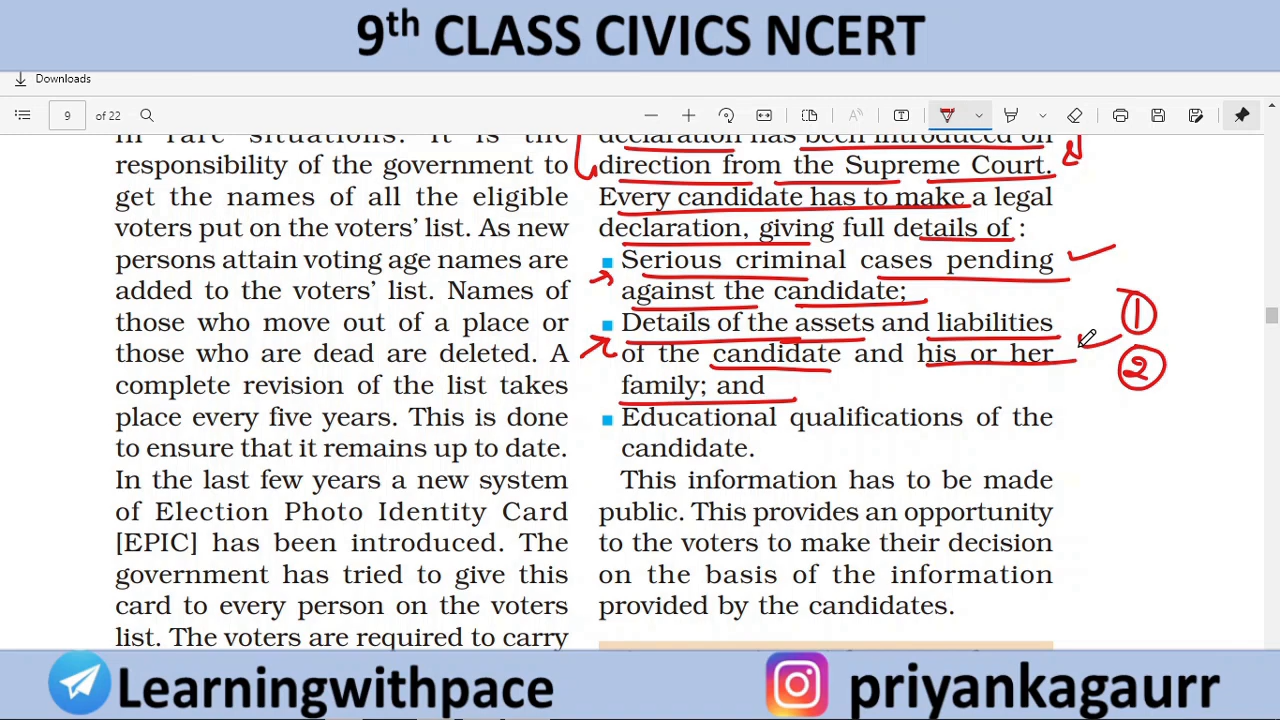 9th CLASS CIVICS NCERT
Downloads
9 of 22
in rare situations. It is the
responsibility of the government to
get the names of all the eligible
voters put on the voters' list. As new
persons attain voting age names are
added to the voters' list. Names of
those who move out of a place or
those who are dead are deleted. A
complete revision of the list takes
place every five years. This is done
to ensure that it remains up to date.
In the last few years a new system
of Election Photo Identity Card
[EPIC] has been introduced. The
government has tried to give this
card to every person on the voters
list. The voters are required to carry
declaration has been introduced on
direction from the Supreme Court.
Every candidate has to make a legal
declaration, giving full details of :
Serious criminal cases pending
against the candidate;
Details of the assets and liabilities
of the candidate and his or her
family; and
Educational qualifications of the
candidate.
This information has to be made
public. This provides an opportunity
to the voters to make their decision
on the basis of the information
provided by the candidates.
1
2
Learningwithpace
priyankagaurr